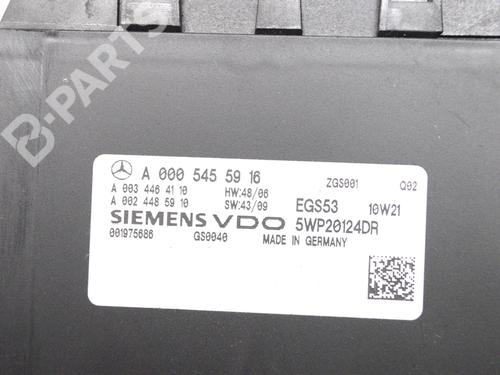 B-PARTS
A 000 545 59 16
ZGS001 Q02
A 003 446 41 10 HW:48/06
A 002 448 59 10 SW:43/09
EGS53 10W21
SIEMENS VDO 5WP20124DR
001975686 GS0040 MADE IN GERMANY